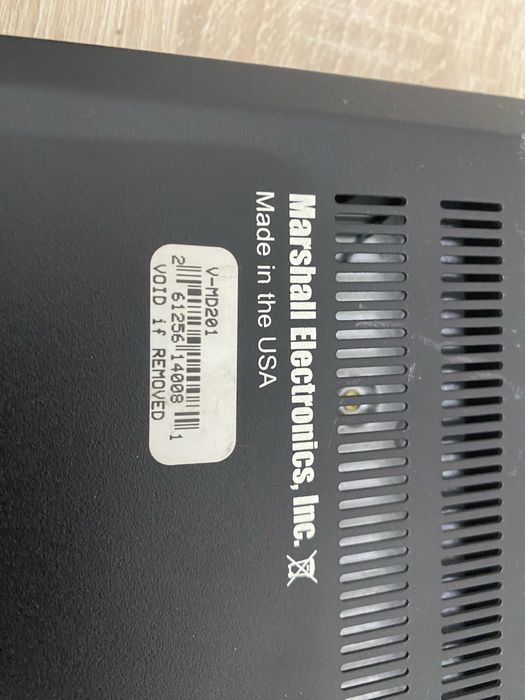 Marshall Electronics, Inc.
Made in the USA
V-MD201
2 61256 14008 1
VOID if REMOVED